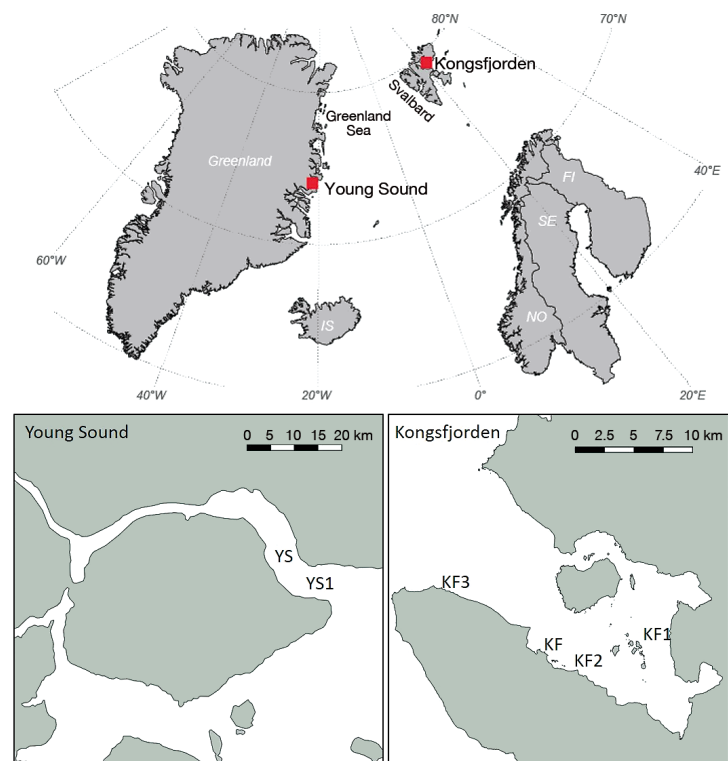 80°N
70°N
Kongsfjorden
Svalbard
Greenland
Sea
Greenland
FI
40°E
Young Sound
SE
60°W
NO
IS
40°W
20°W
0°
20°E
Young Sound
0 5 10 15 20 km
YS
YS1
Kongsfjorden
0 2.5 5 7.5 10 km
KF3
KF
KF1
KF2